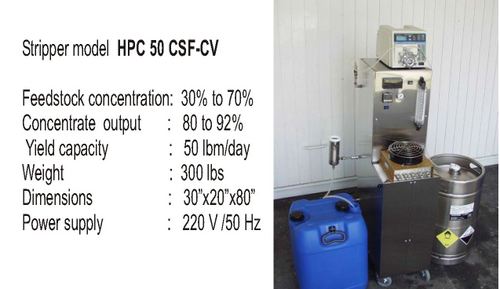 Stripper model HPC 50 CSF-CV
Feedstock concentration: 30% to 70%
Concentrate output : 80 to 92%
Yield capacity : 50 lbm/day
Weight : 300 lbs
Dimensions : 30”x20”x80”
Power supply : 220 V /50 Hz